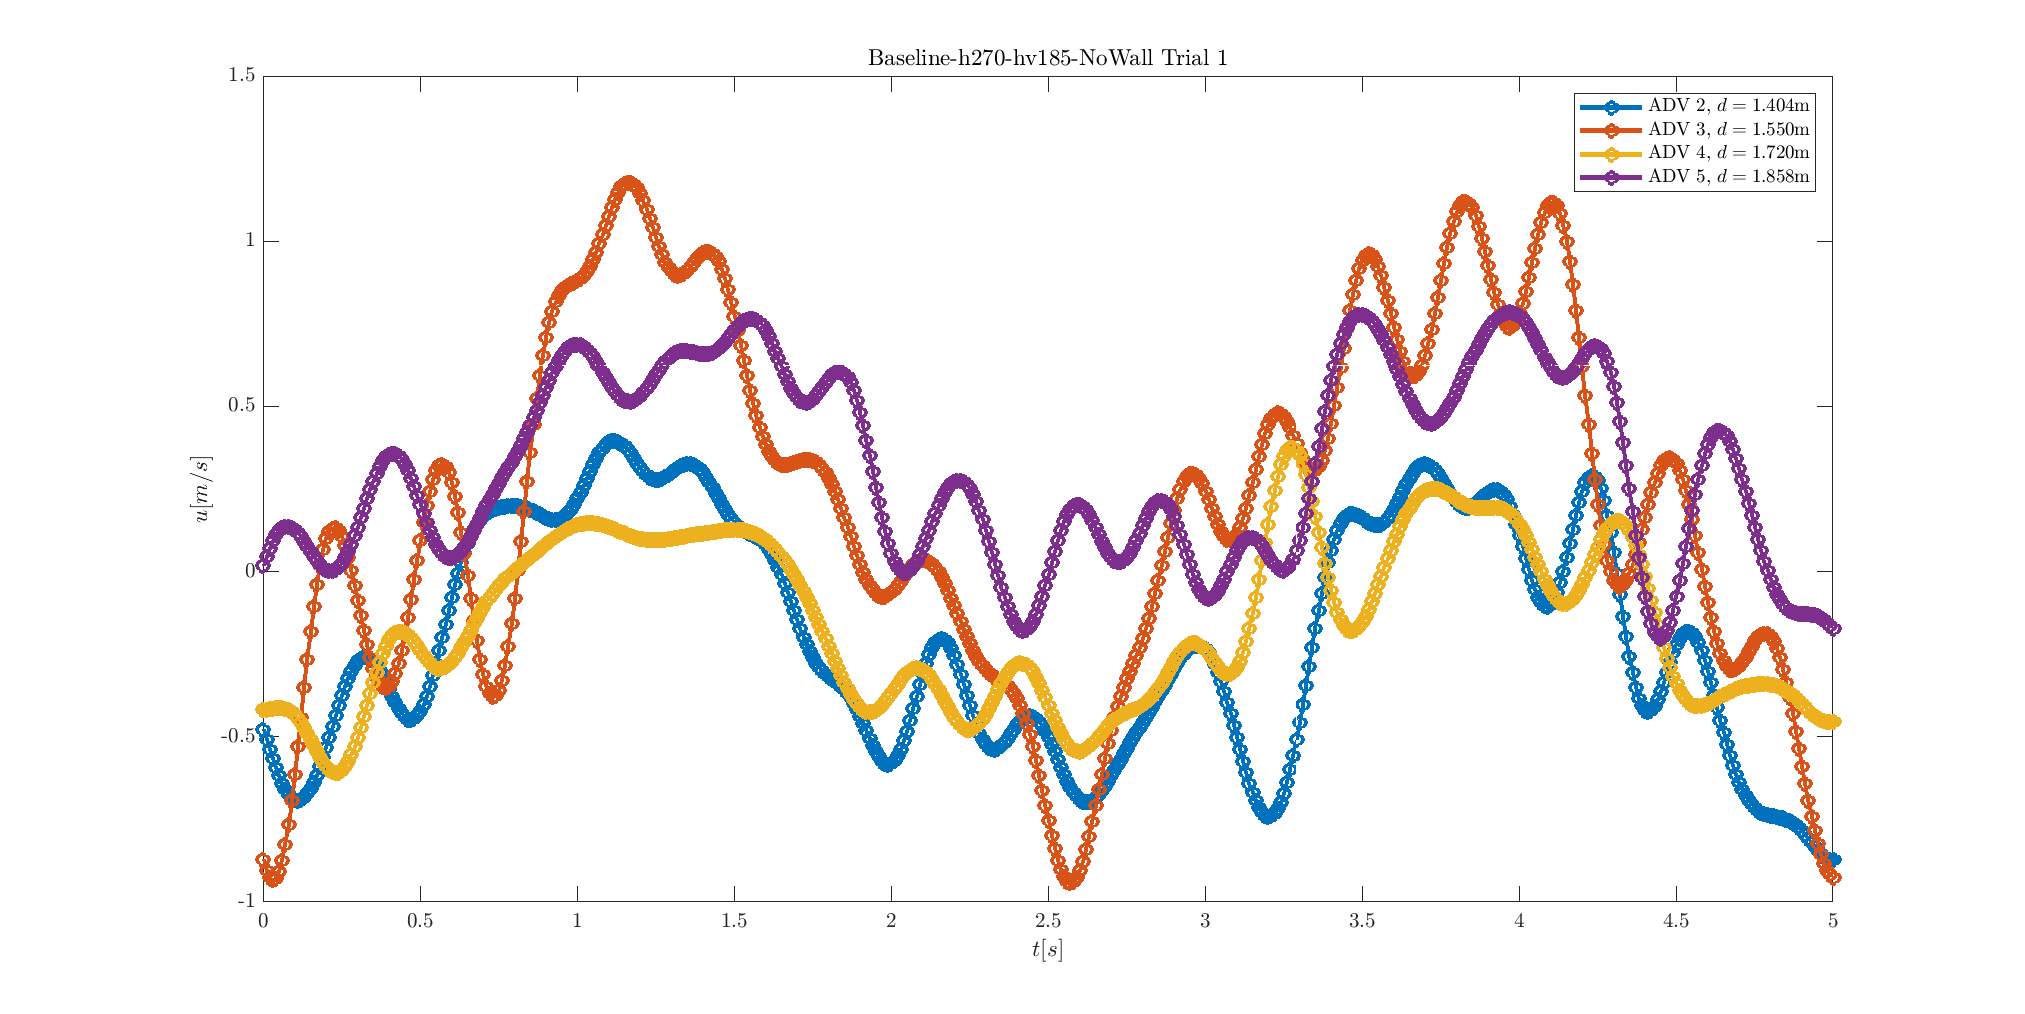 Baseline-h270-hv185-NoWall Trial 1
1.5
1
0.5
0
-0.5
-1
u[m/s]
ADV 2, d = 1.404m
ADV 3, d = 1.550m
ADV 4, d = 1.720m
ADV 5, d = 1.858m
0 0.5 1 1.5 2 2.5 3 3.5 4 4.5 5
t[s]